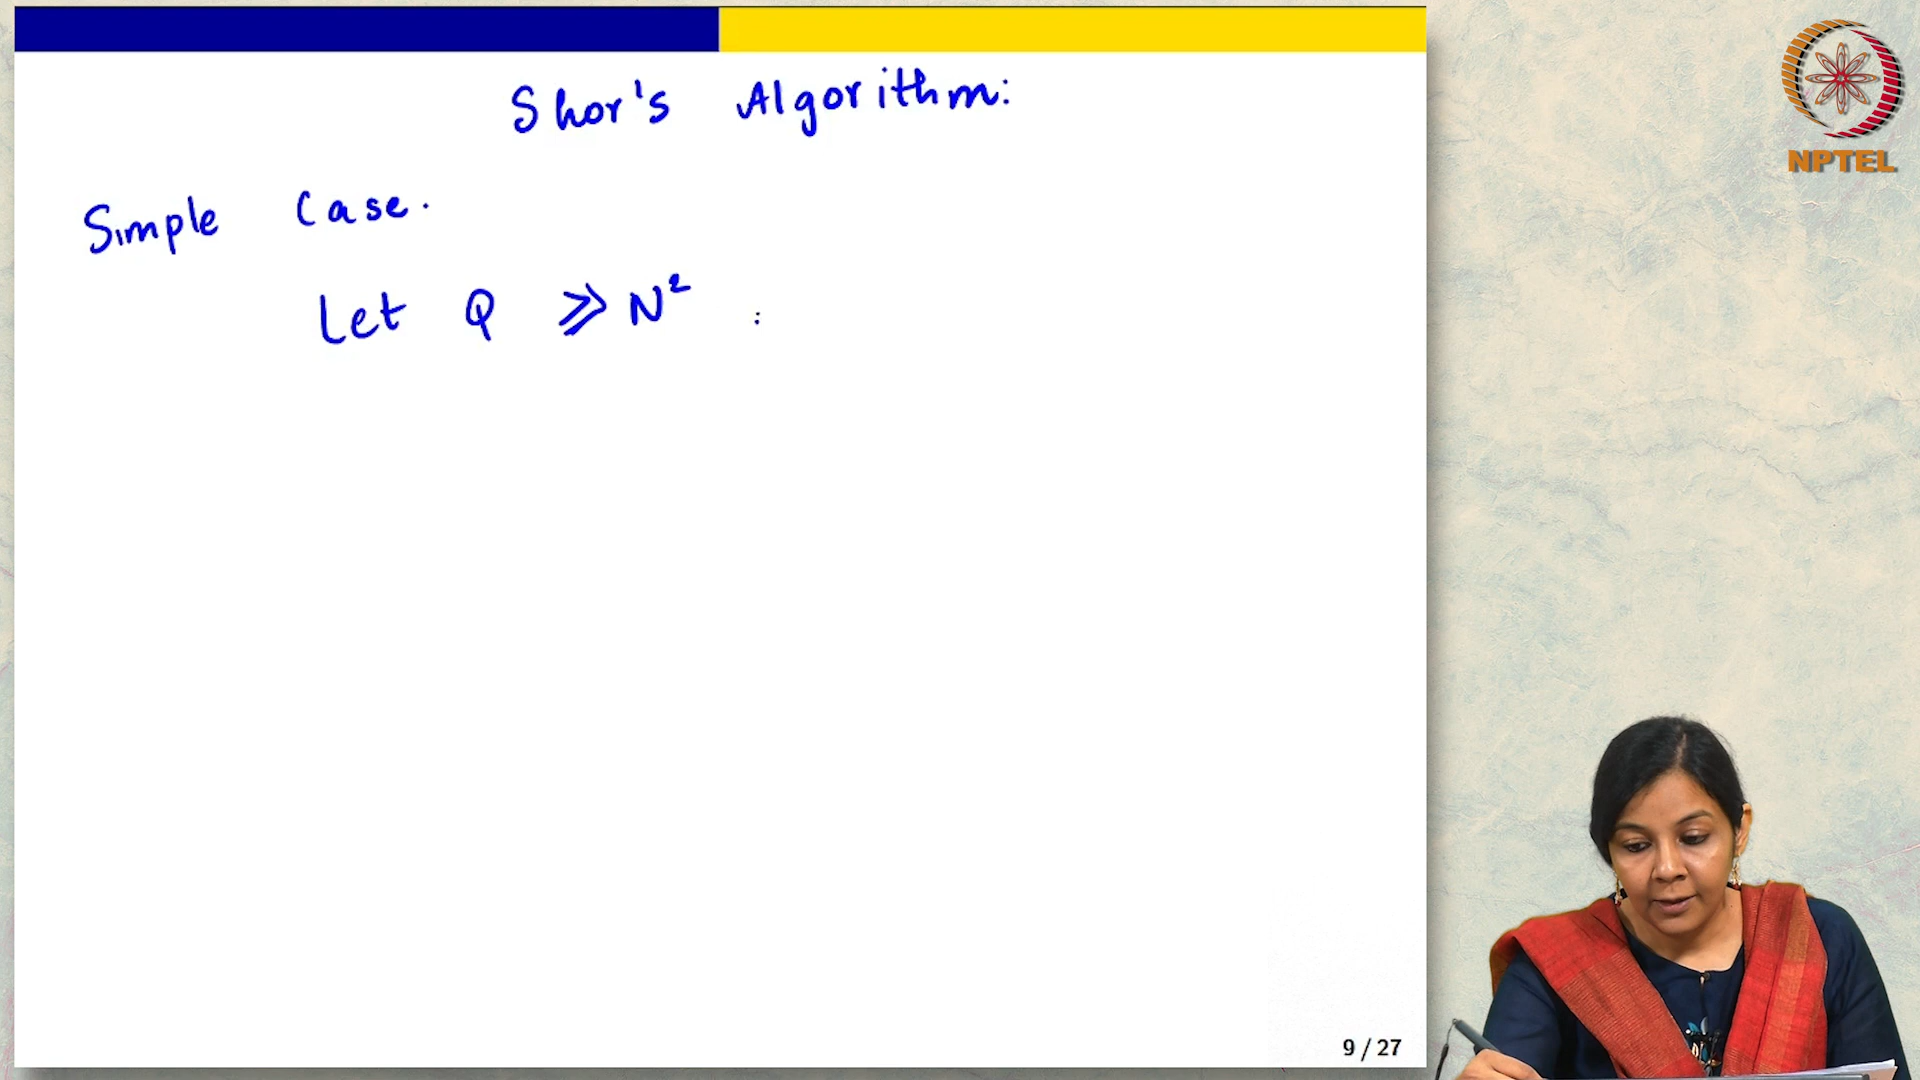 Shor's Algorithm:
Simple Case.
Let Q ⩾ N² :
NPTEL
9 / 27